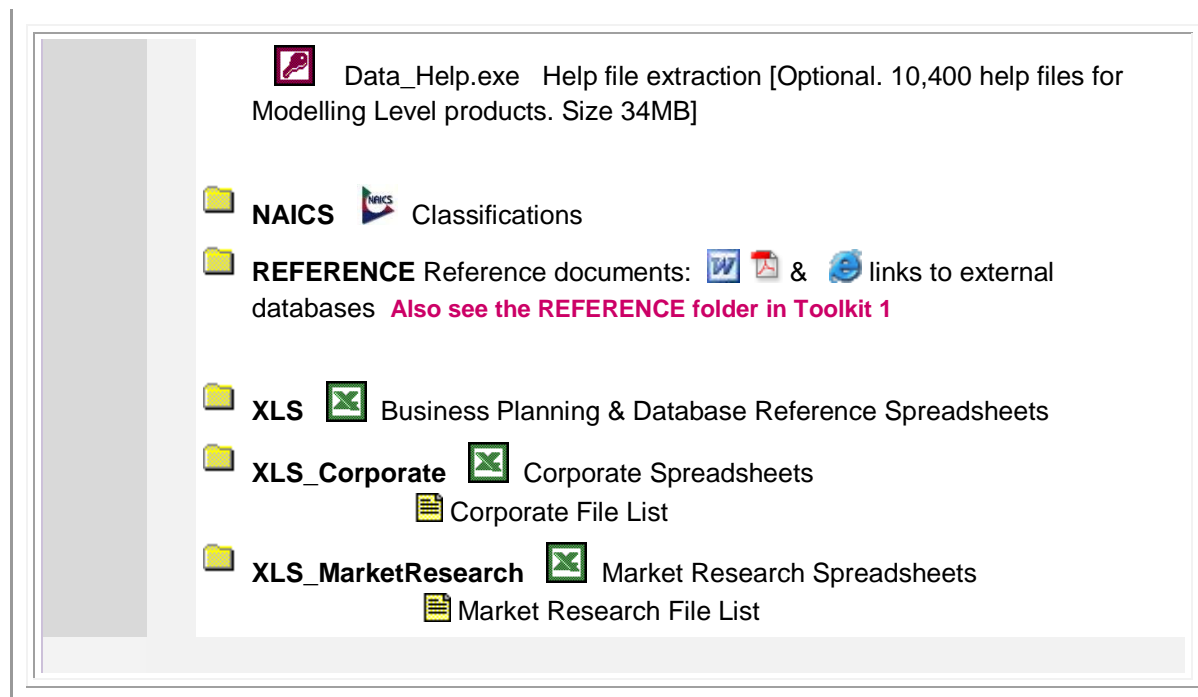 Data_Help.exe Help file extraction [Optional. 10,400 help files for
Modelling Level products. Size 34MB]
NAICS NAICS Classifications
REFERENCE Reference documents: W & links to external
databases Also see the REFERENCE folder in Toolkit 1
XLS Business Planning & Database Reference Spreadsheets
XLS_Corporate Corporate Spreadsheets
Corporate File List
XLS_MarketResearch Market Research Spreadsheets
Market Research File List